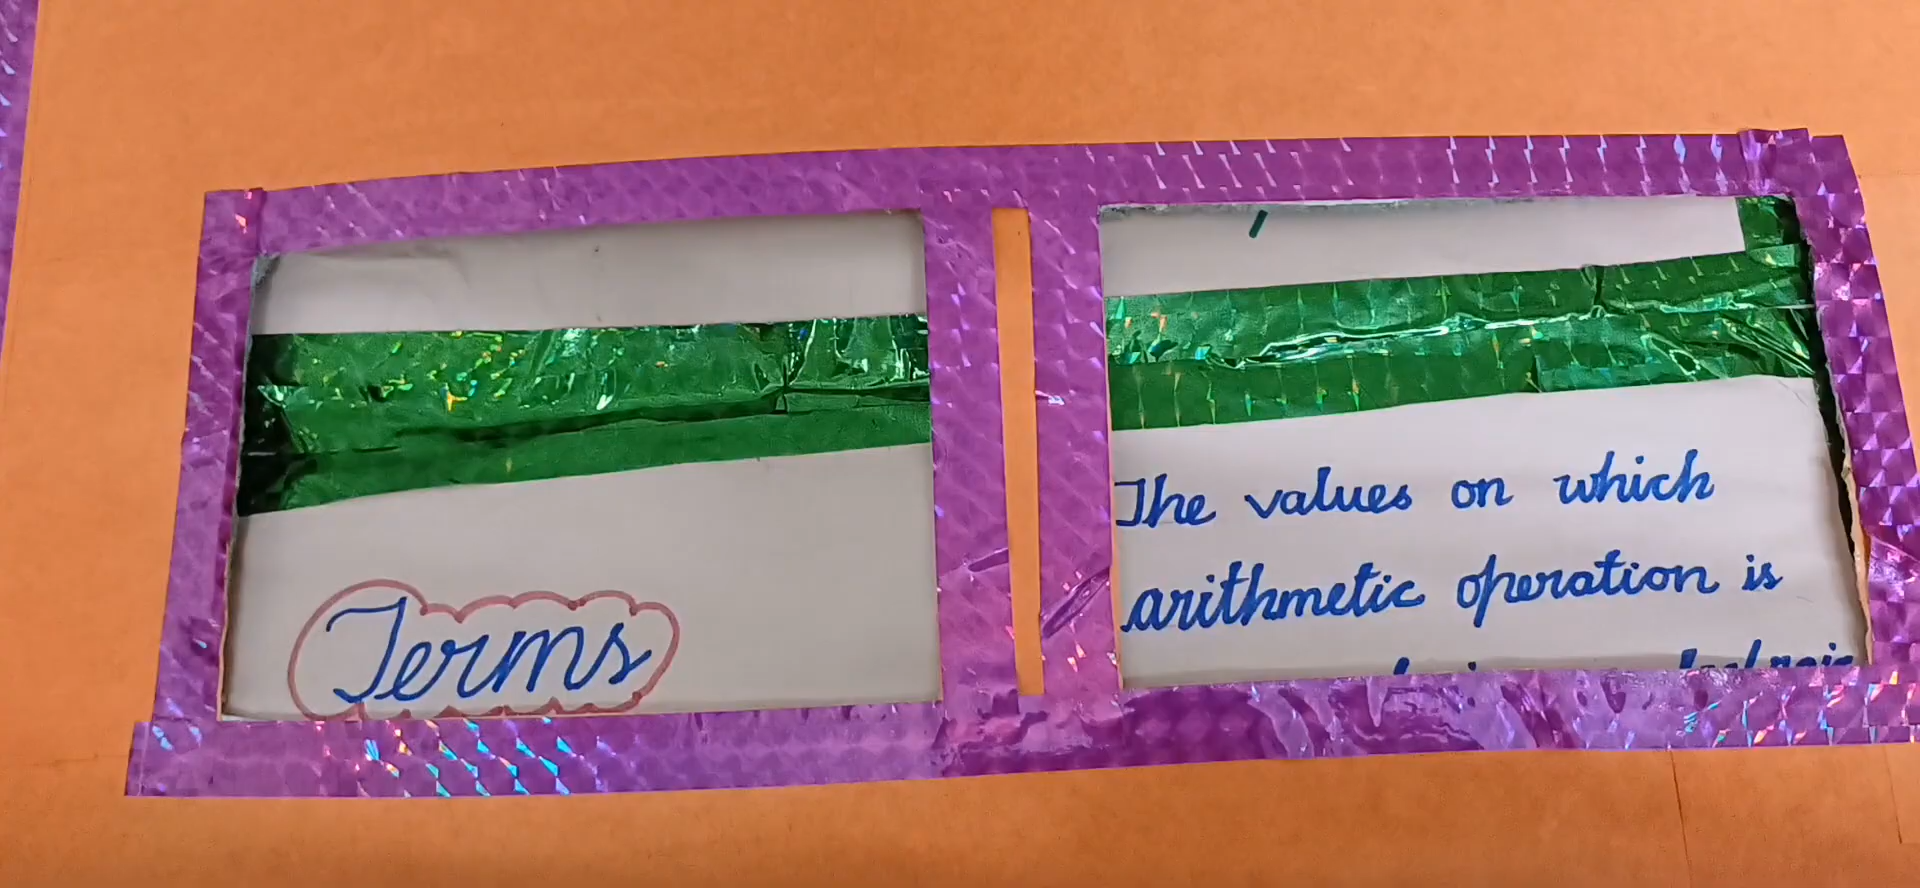 Terms
The values on which
arithmetic operation is